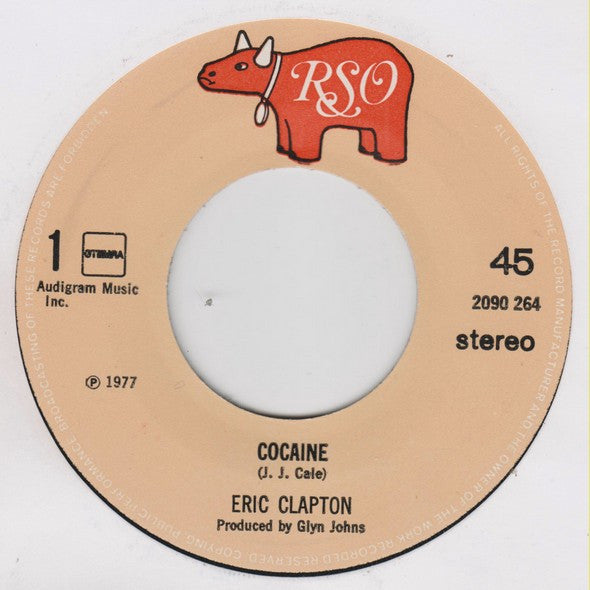 RSO
1
STEMRA
45
Audigram Music
Inc.
2090 264
stereo
℗ 1977
COCAINE
(J. J. Cale)
ERIC CLAPTON
Produced by Glyn Johns
ALL RIGHTS OF THE RECORD MANUFACTURER AND THE OWNER OF THE WORK RECORDED RESERVED. COPYING, PUBLIC PERFORMANCE, BROADCASTING OF THESE RECORDS ARE FORBIDDEN